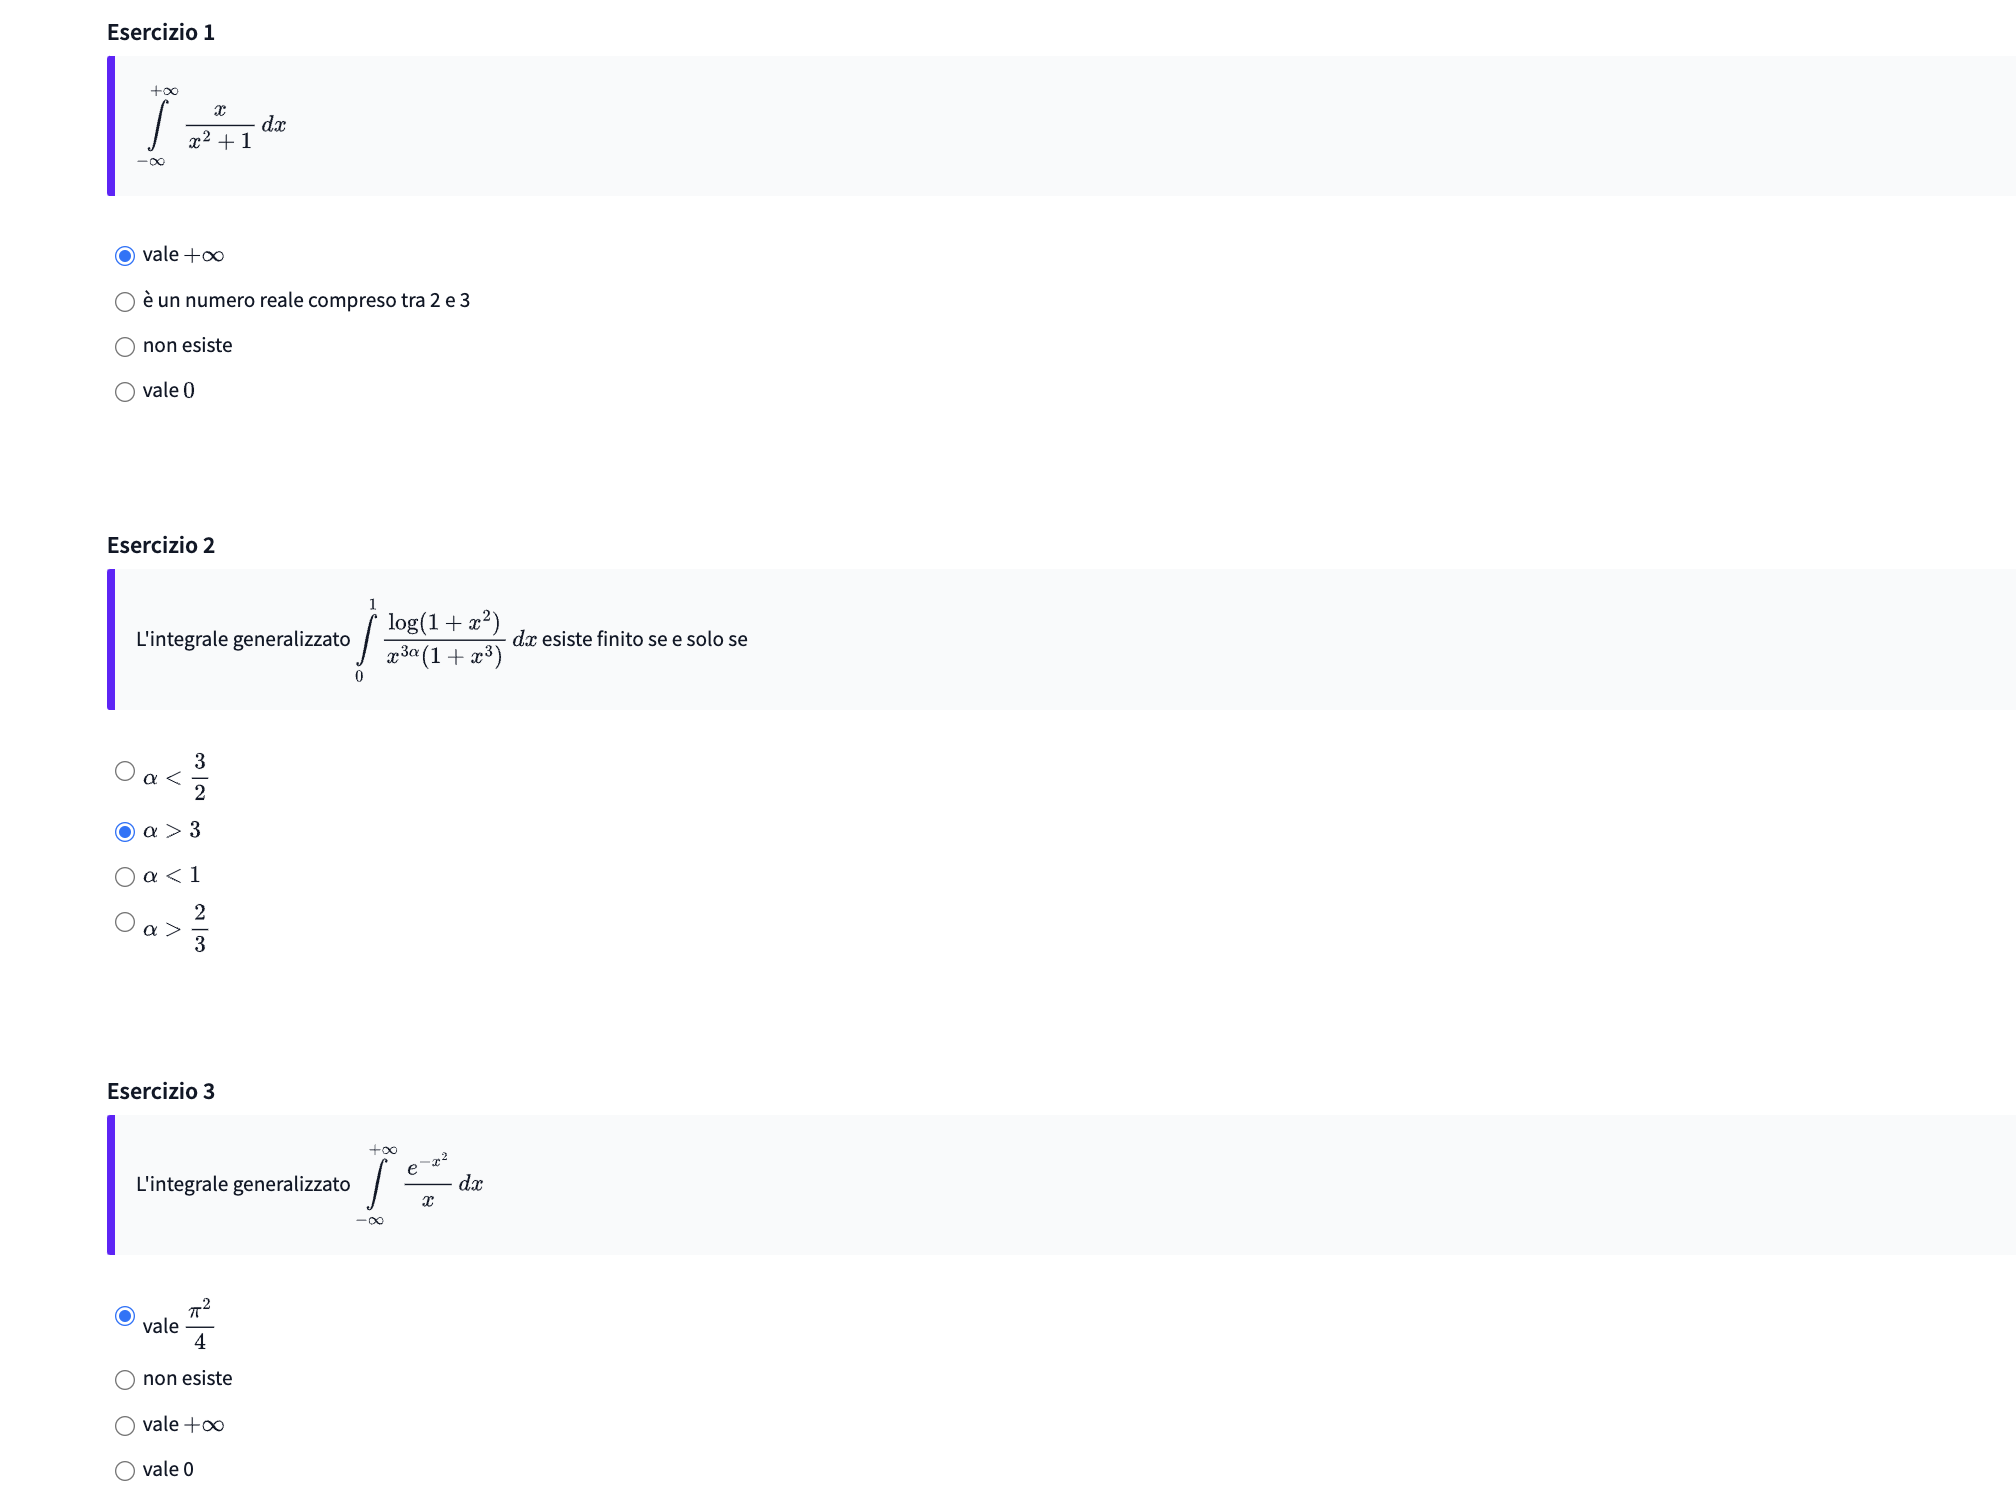 Esercizio 1
$\int_{-\infty}^{+\infty} \frac{x}{x^2+1}\,dx$
vale $+\infty$
è un numero reale compreso tra 2 e 3
non esiste
vale $0$
Esercizio 2
L'integrale generalizzato $\int_{0}^{1} \frac{\log(1+x^2)}{x^{3\alpha}(1+x^3)}\,dx$ esiste finito se e solo se
$\alpha < \frac{3}{2}$
$\alpha > 3$
$\alpha < 1$
$\alpha > \frac{2}{3}$
Esercizio 3
L'integrale generalizzato $\int_{-\infty}^{+\infty} \frac{e^{-x^2}}{x}\,dx$
vale $\frac{\pi^2}{4}$
non esiste
vale $+\infty$
vale 0